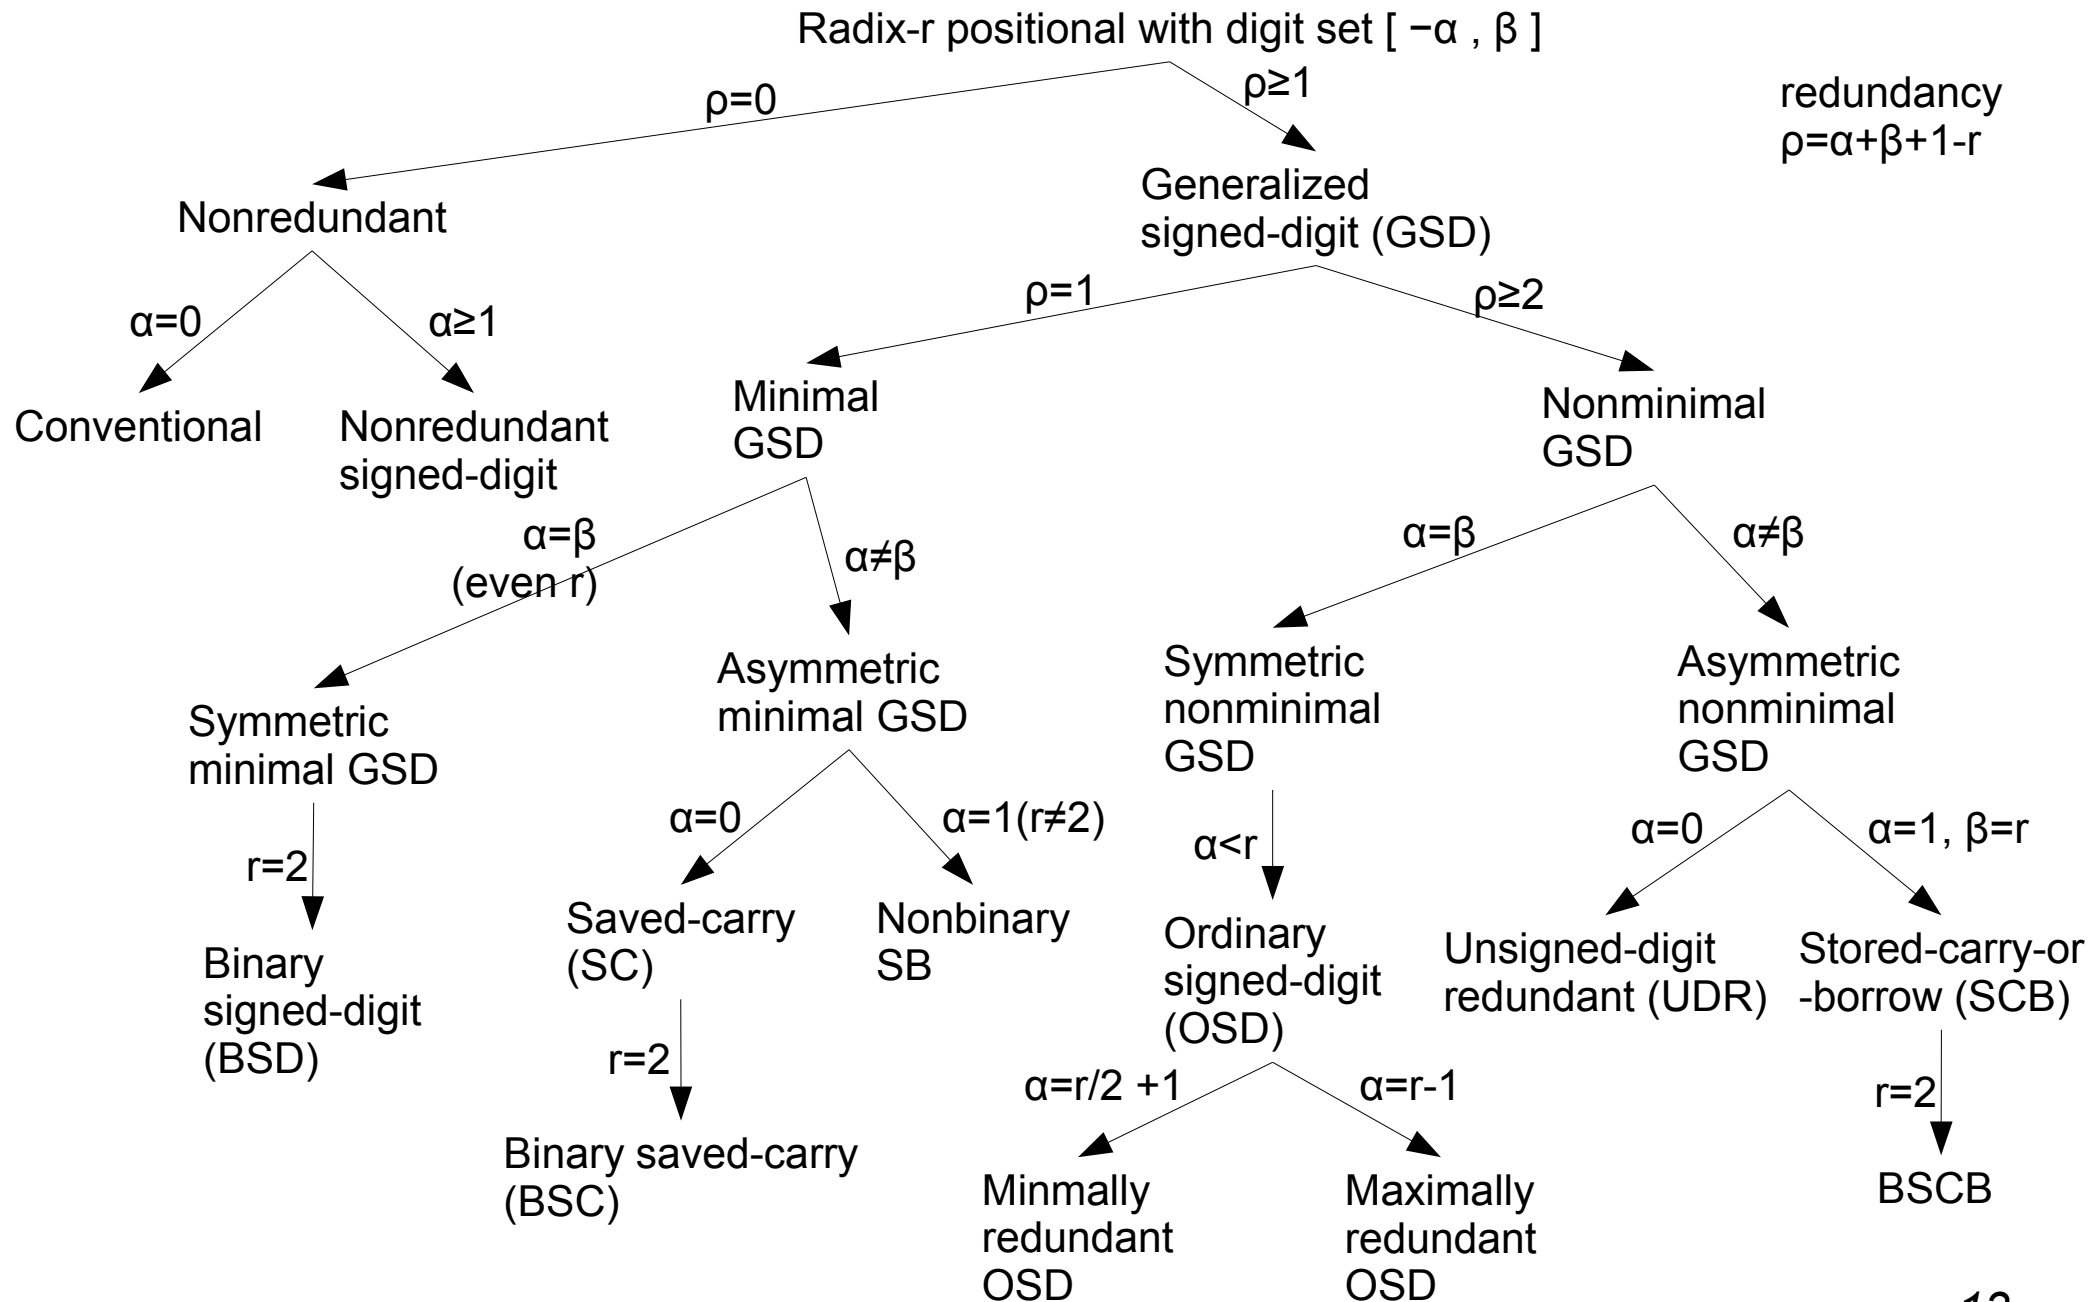 Radix-r positional with digit set [ −α , β ]
ρ=0
ρ≥1
redundancy
ρ=α+β+1-r
Nonredundant
Generalized
signed-digit (GSD)
α=0
α≥1
ρ=1
ρ≥2
Conventional
Nonredundant
signed-digit
Minimal
GSD
Nonminimal
GSD
α=β
(even r)
α≠β
α=β
α≠β
Symmetric
minimal GSD
Asymmetric
minimal GSD
Symmetric
nonminimal
GSD
Asymmetric
nonminimal
GSD
r=2
α=0
α=1(r≠2)
α<r
α=0
α=1, β=r
Binary
signed-digit
(BSD)
Saved-carry
(SC)
Nonbinary
SB
Ordinary
signed-digit
(OSD)
Unsigned-digit
redundant (UDR)
Stored-carry-or
-borrow (SCB)
r=2
α=r/2 +1
α=r-1
r=2
Binary saved-carry
(BSC)
Minmally
redundant
OSD
Maximally
redundant
OSD
BSCB